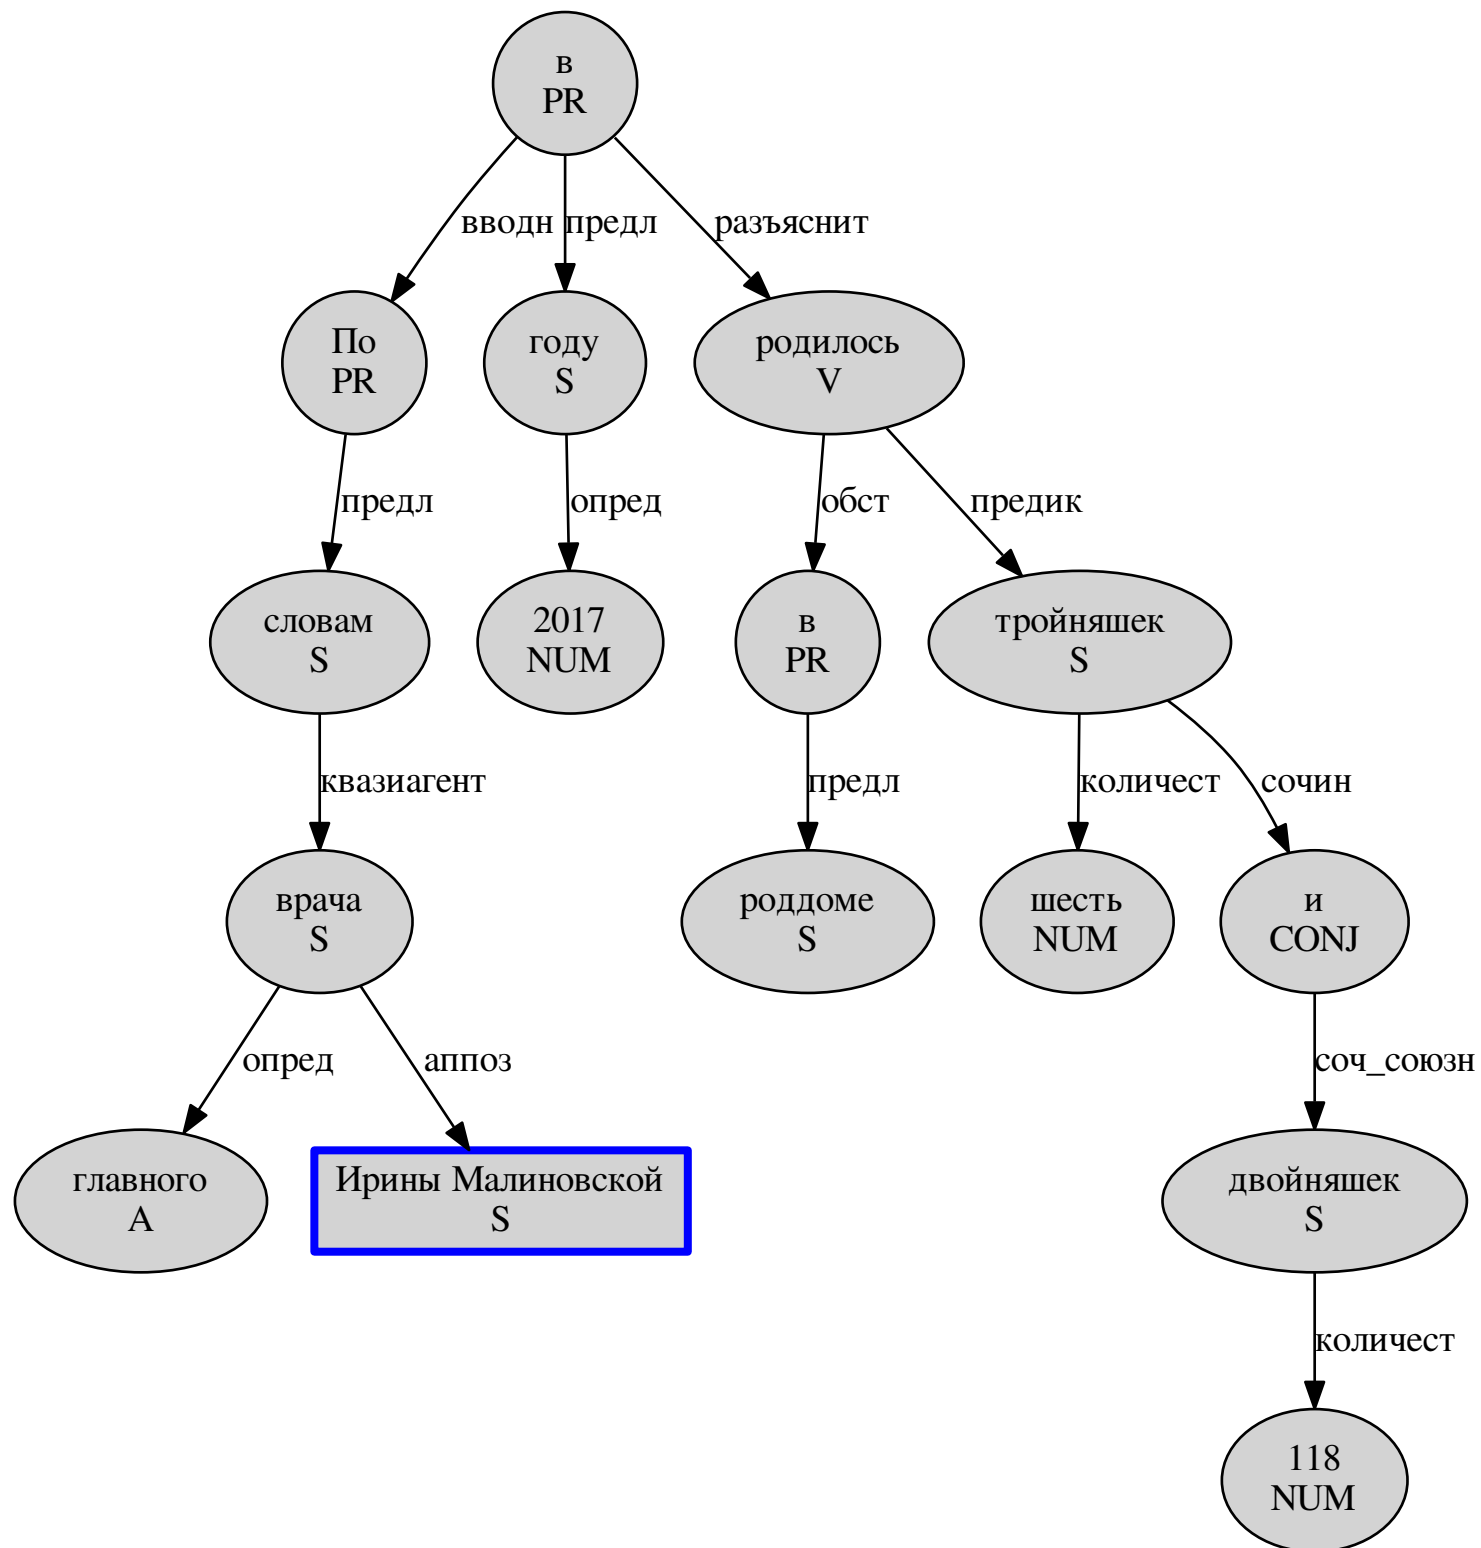 в
PR
вводн
предл
разъяснит
По
PR
году
S
родилось
V
предл
опред
обст
предик
словам
S
2017
NUM
в
PR
тройняшек
S
квазиагент
предл
количест
сочин
врача
S
роддоме
S
шесть
NUM
и
CONJ
опред
аппоз
соч_союзн
главного
A
Ирины Малиновской
S
двойняшек
S
количест
118
NUM